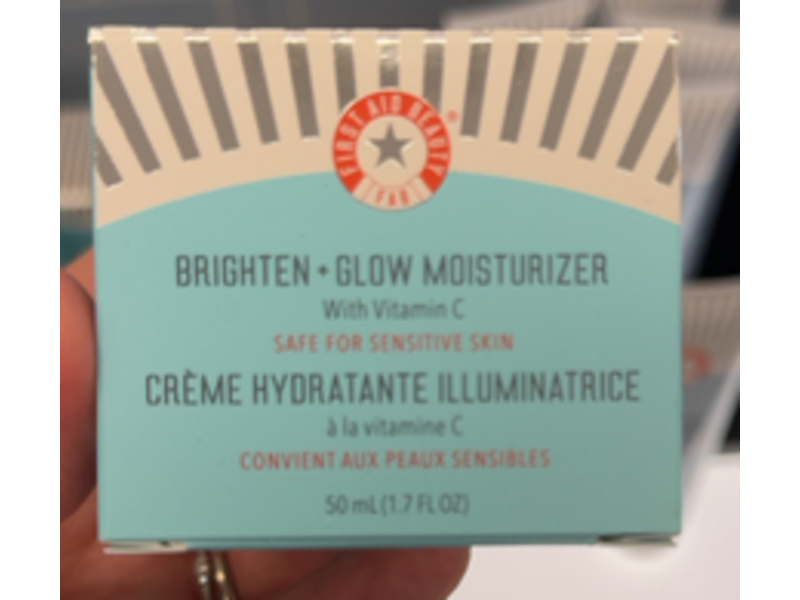 FIRST AID BEAUTY
®
FAB
BRIGHTEN + GLOW MOISTURIZER
With Vitamin C
SAFE FOR SENSITIVE SKIN
CRÈME HYDRATANTE ILLUMINATRICE
à la vitamine C
CONVIENT AUX PEAUX SENSIBLES
50 mL (1.7 FL OZ)